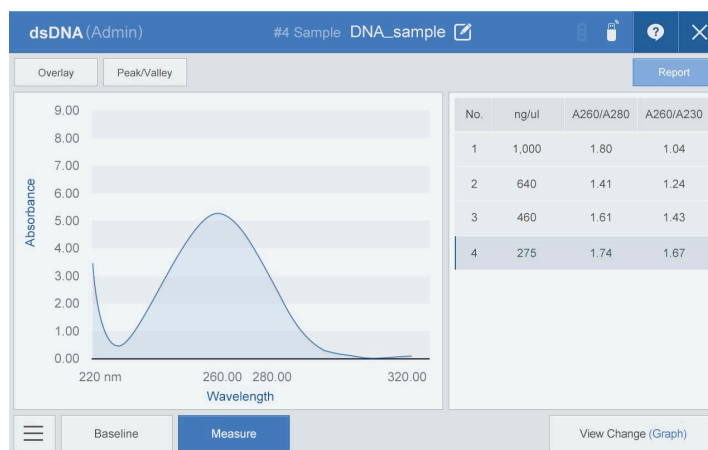 dsDNA (Admin) #4 Sample DNA_sample
Overlay Peak/Valley Report
9.00
8.00
7.00
6.00
5.00
4.00
3.00
2.00
1.00
0.00
Absorbance
220 nm 260.00 280.00 320.00
Wavelength
No. ng/ul A260/A280 A260/A230
1 1,000 1.80 1.04
2 640 1.41 1.24
3 460 1.61 1.43
4 275 1.74 1.67
Baseline Measure View Change (Graph)